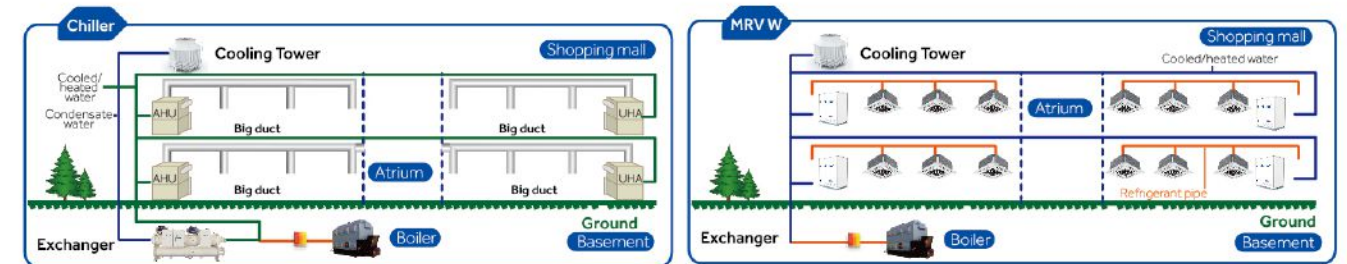 Chiller
Cooling Tower
Shopping mall
Cooled/
heated
water
Condensate
water
AHU
Big duct
Big duct
UHA
Atrium
AHU
Big duct
Big duct
UHA
Ground
Exchanger
Boiler
Basement
MRV W
Cooling Tower
Shopping mall
Cooled/heated water
Atrium
Refrigerant pipe
Ground
Exchanger
Boiler
Basement